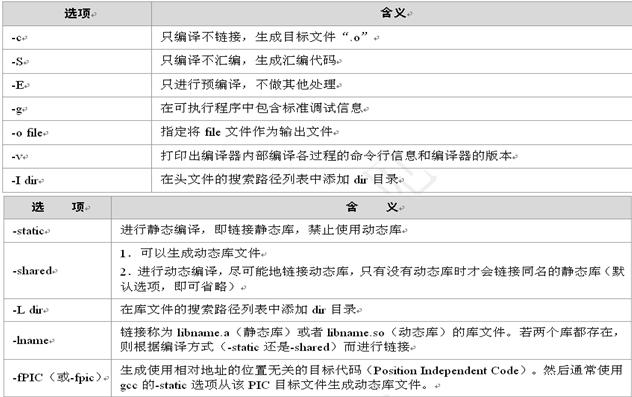 选项 含义
-c 只编译不链接，生成目标文件“.o”
-S 只编译不汇编，生成汇编代码
-E 只进行预编译，不做其他处理
-g 在可执行程序中包含标准调试信息
-o file 指定将 file 文件作为输出文件
-v 打印出编译器内部编译各过程的命令行信息和编译器的版本
-I dir 在头文件的搜索路径列表中添加 dir 目录
选 项 含 义
-static 进行静态编译，即链接静态库，禁止使用动态库
-shared 1．可以生成动态库文件
2．进行动态编译，尽可能地链接动态库，只有没有动态库时才会链接同名的静态库（默
认选项，即可省略）
-L dir 在库文件的搜索路径列表中添加 dir 目录
-lname 链接称为 libname.a（静态库）或者 libname.so（动态库）的库文件。若两个库都存在，
则根据编译方式（-static 还是-shared）而进行链接
-fPIC（或-fpic） 生成使用相对地址的位置无关的目标代码（Position Independent Code）。然后通常使用
gcc 的-static 选项从该 PIC 目标文件生成动态库文件。